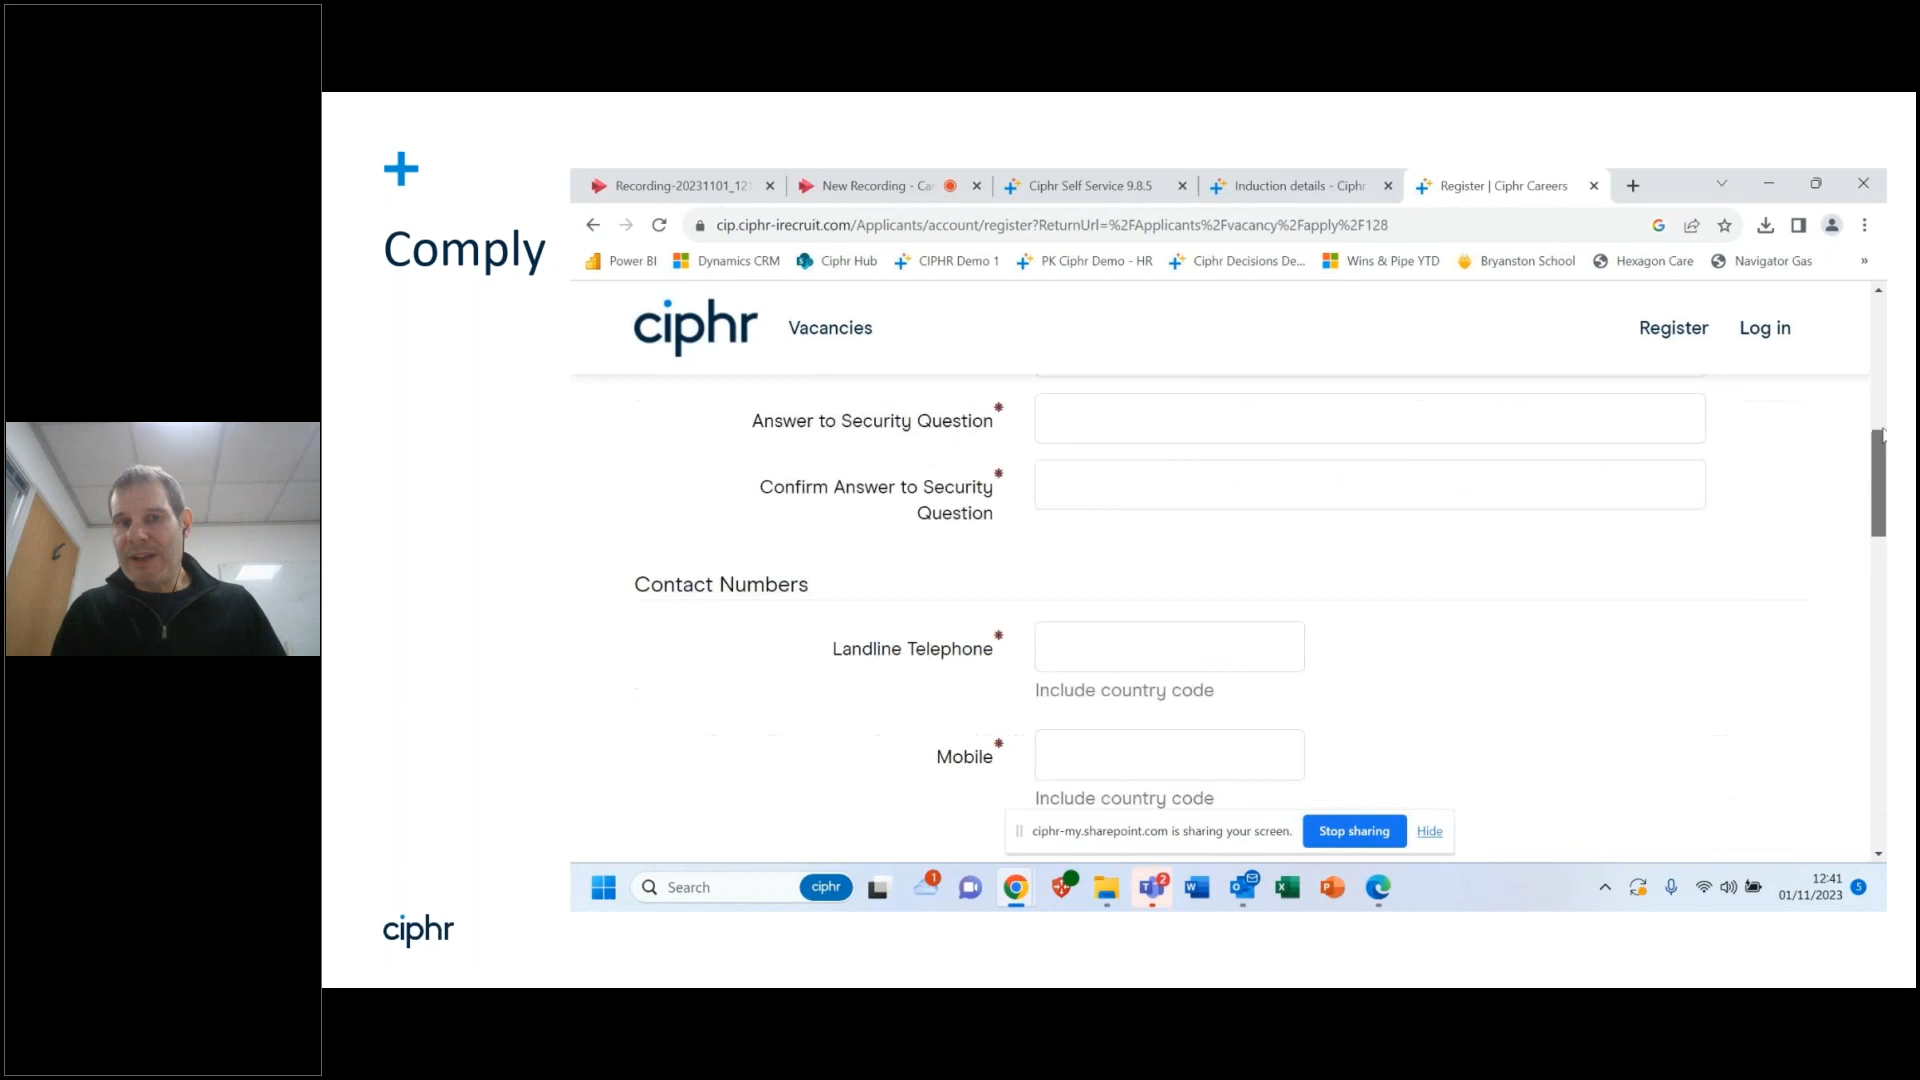 +
Comply
Recording-20231101_121
New Recording - Car
Ciphr Self Service 9.8.5
Induction details - Ciphr
Register | Ciphr Careers
cip.ciphr-irecruit.com/Applicants/account/register?ReturnUrl=%2FApplicants%2Fvacancy%2Fapply%2F128
Power BI
Dynamics CRM
Ciphr Hub
CIPHR Demo 1
PK Ciphr Demo - HR
Ciphr Decisions De...
Wins & Pipe YTD
Bryanston School
Hexagon Care
Navigator Gas
»
ciphr
Vacancies
Register
Log in
Answer to Security Question*
Confirm Answer to Security*
Question
Contact Numbers
Landline Telephone*
Include country code
Mobile*
Include country code
ciphr-my.sharepoint.com is sharing your screen.
Stop sharing
Hide
Search
ciphr
1
2
12:41
01/11/2023
5
ciphr